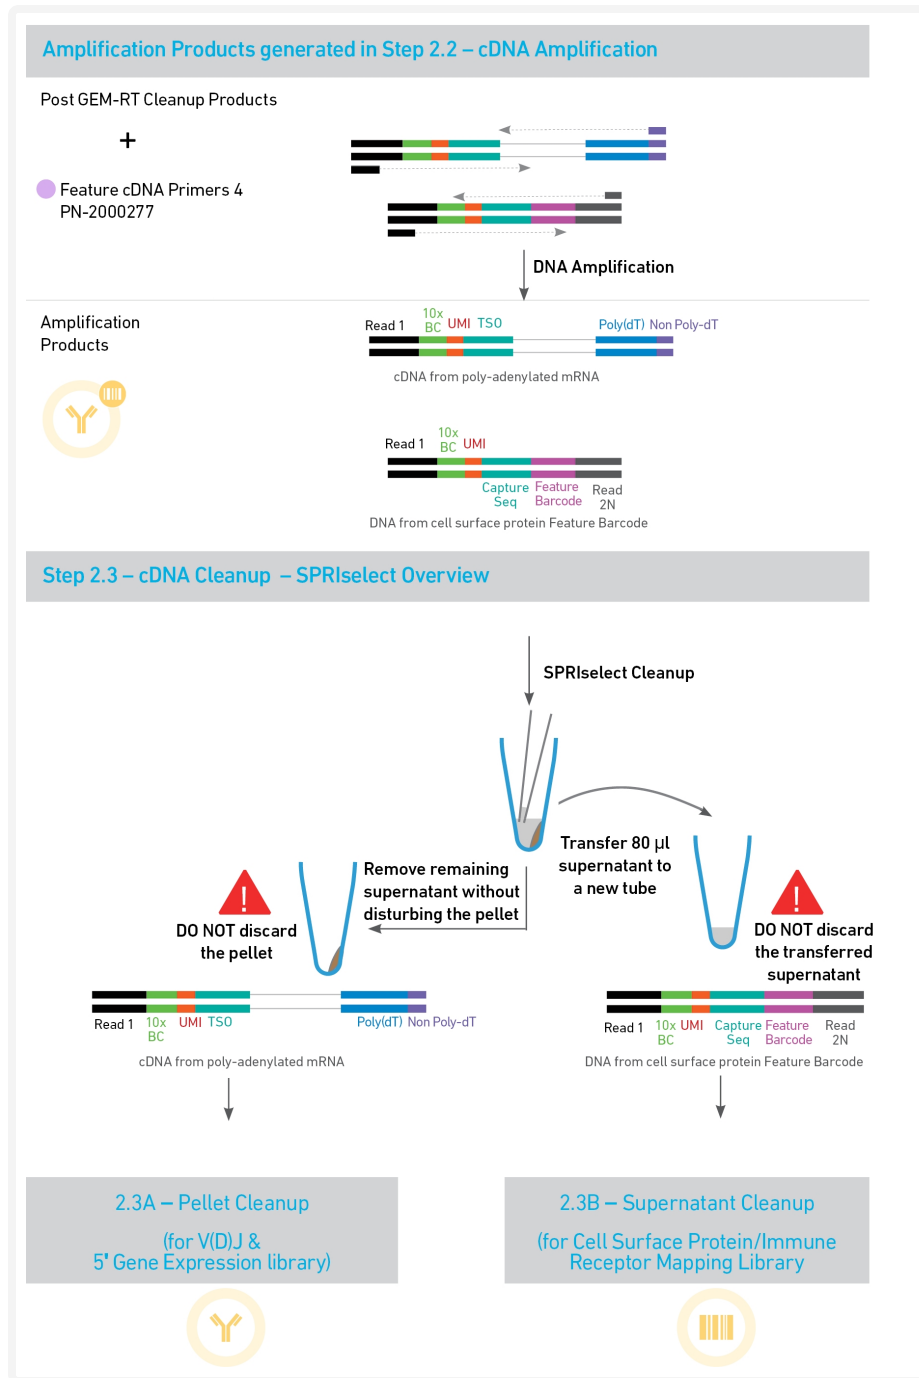 Amplification Products generated in Step 2.2 – cDNA Amplification
Post GEM-RT Cleanup Products
+
Feature cDNA Primers 4
PN-2000277
DNA Amplification
Amplification
Products
Read 1
10x
BC
UMI
TSO
Poly(dT)
Non Poly-dT
cDNA from poly-adenylated mRNA
Read 1
10x
BC
UMI
Capture
Seq
Feature
Barcode
Read
2N
DNA from cell surface protein Feature Barcode
Step 2.3 – cDNA Cleanup – SPRIselect Overview
SPRIselect Cleanup
Transfer 80 µl
supernatant to
a new tube
Remove remaining
supernatant without
disturbing the pellet
!
DO NOT discard
the pellet
!
DO NOT discard
the transferred
supernatant
Read 1
10x
BC
UMI
TSO
Poly(dT)
Non Poly-dT
cDNA from poly-adenylated mRNA
Read 1
10x
BC
UMI
Capture
Seq
Feature
Barcode
Read
2N
DNA from cell surface protein Feature Barcode
2.3A – Pellet Cleanup
(for V(D)J &
5' Gene Expression library)
2.3B – Supernatant Cleanup
(for Cell Surface Protein/Immune
Receptor Mapping Library